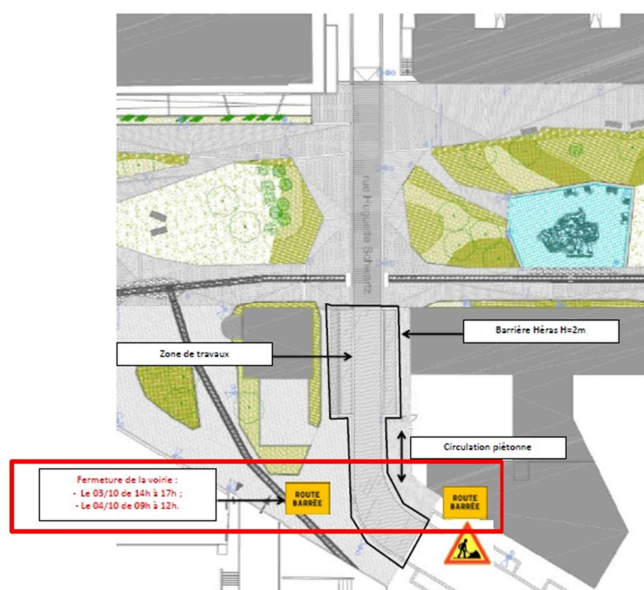 rue Huguette Schwartz
Barrière Héras H=2m
Zone de travaux
Circulation piétonne
Fermeture de la voirie :
- Le 03/10 de 14h à 17h ;
- Le 04/10 de 09h à 12h.
ROUTE
BARRÉE
ROUTE
BARRÉE